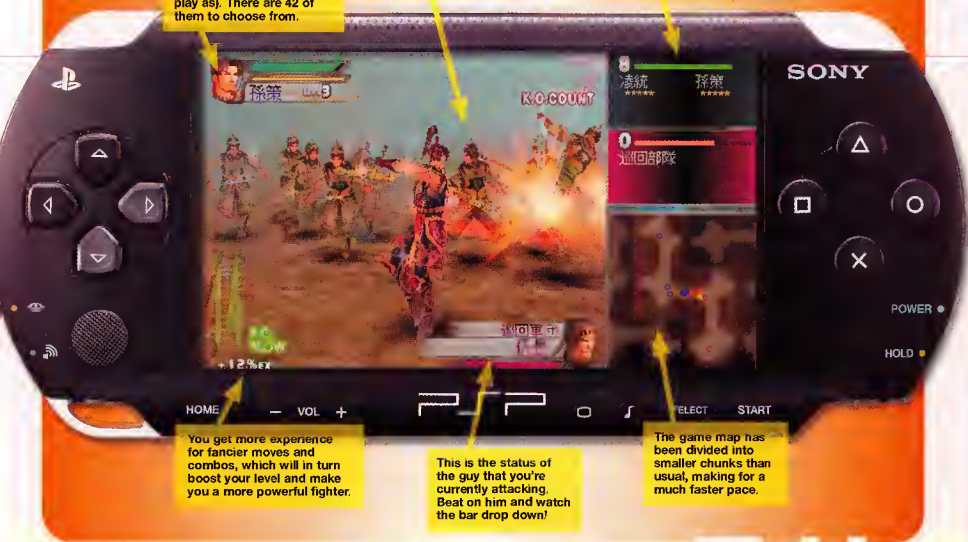 play as). There are 42 of
them to choose from.
SONY
孫策 3
K.O.COUNT
8
凌統 孫策
0
巡回部隊
POWER
HOLD
HOME — VOL + PSP SELECT START
You get more experience
for fancier moves and
combos, which will in turn
boost your level and make
you a more powerful fighter.
This is the status of
the guy that you're
currently attacking.
Beat on him and watch
the bar drop down!
The game map has
been divided into
smaller chunks than
usual, making for a
much faster pace.